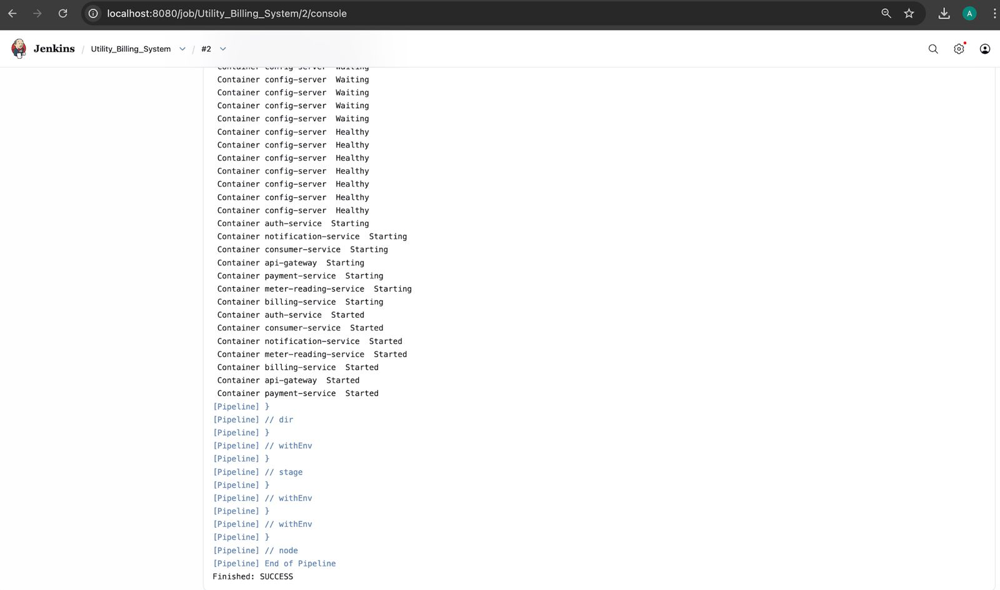 localhost:8080/job/Utility_Billing_System/2/console
A
Jenkins / Utility_Billing_System / #2
Container config-server Waiting
Container config-server Waiting
Container config-server Waiting
Container config-server Waiting
Container config-server Waiting
Container config-server Healthy
Container config-server Healthy
Container config-server Healthy
Container config-server Healthy
Container config-server Healthy
Container config-server Healthy
Container config-server Healthy
Container auth-service Starting
Container notification-service Starting
Container consumer-service Starting
Container api-gateway Starting
Container payment-service Starting
Container meter-reading-service Starting
Container billing-service Starting
Container auth-service Started
Container consumer-service Started
Container notification-service Started
Container meter-reading-service Started
Container billing-service Started
Container api-gateway Started
Container payment-service Started
[Pipeline] }
[Pipeline] // dir
[Pipeline] }
[Pipeline] // withEnv
[Pipeline] }
[Pipeline] // stage
[Pipeline] }
[Pipeline] // withEnv
[Pipeline] }
[Pipeline] // withEnv
[Pipeline] }
[Pipeline] // node
[Pipeline] End of Pipeline
Finished: SUCCESS